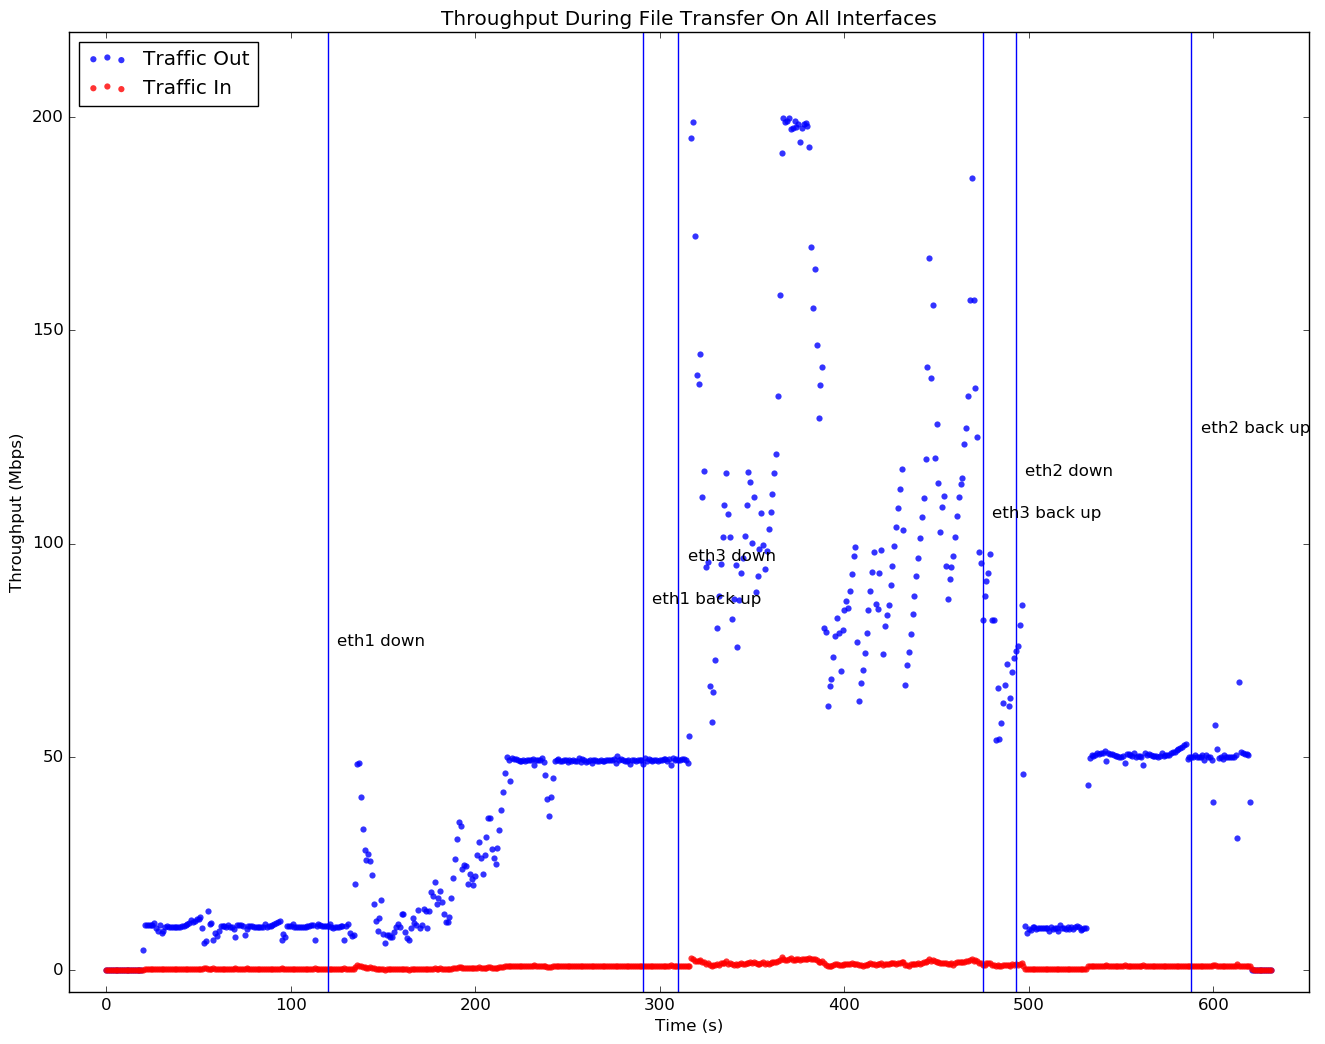 Throughput During File Transfer On All Interfaces
Traffic Out
Traffic In
200
150
100
50
0
Throughput (Mbps)
eth1 down
eth1 back up
eth3 down
eth3 back up
eth2 down
eth2 back up
0
100
200
300
400
500
600
Time (s)